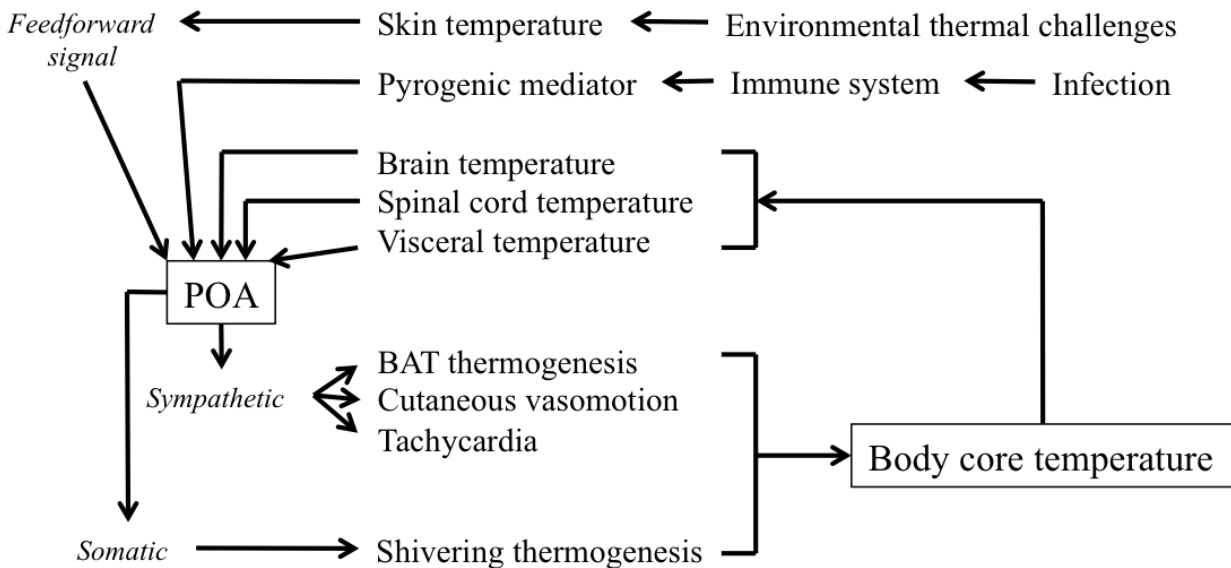 Feedforward
signal
Skin temperature
Environmental thermal challenges
Pyrogenic mediator
Immune system
Infection
Brain temperature
Spinal cord temperature
Visceral temperature
POA
BAT thermogenesis
Sympathetic
Cutaneous vasomotion
Tachycardia
Body core temperature
Somatic
Shivering thermogenesis